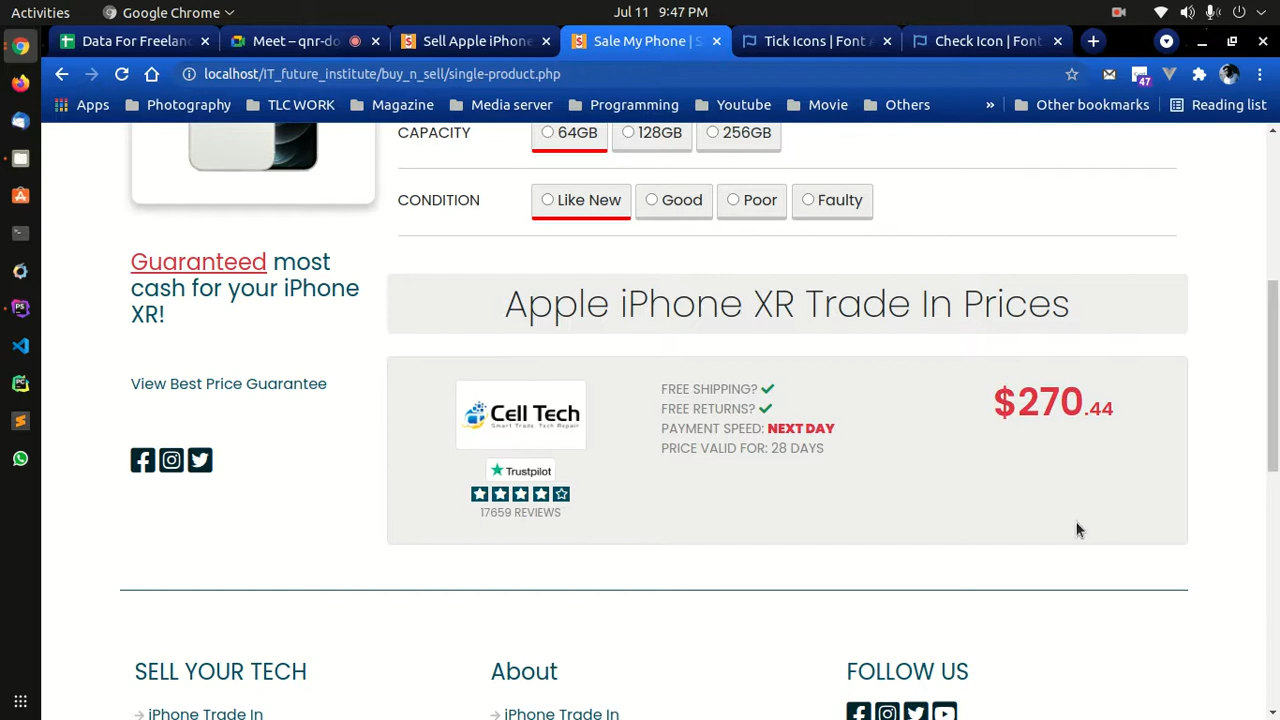 Activities
Google Chrome
Jul 11 9:47 PM
Data For Freelanc
Meet – qnr-do
Sell Apple iPhone
Sale My Phone | S
Tick Icons | Font A
Check Icon | Font
localhost/IT_future_institute/buy_n_sell/single-product.php
47
Apps
Photography
TLC WORK
Magazine
Media server
Programming
Youtube
Movie
Others
»
Other bookmarks
Reading list
CAPACITY
64GB
128GB
256GB
CONDITION
Like New
Good
Poor
Faulty
Guaranteed most
cash for your iPhone
XR!
View Best Price Guarantee
Apple iPhone XR Trade In Prices
Cell Tech
Smart Trade, Tech Repair
Trustpilot
17659 REVIEWS
FREE SHIPPING?
FREE RETURNS?
PAYMENT SPEED: NEXT DAY
PRICE VALID FOR: 28 DAYS
$270.44
SELL YOUR TECH
iPhone Trade In
About
iPhone Trade In
FOLLOW US